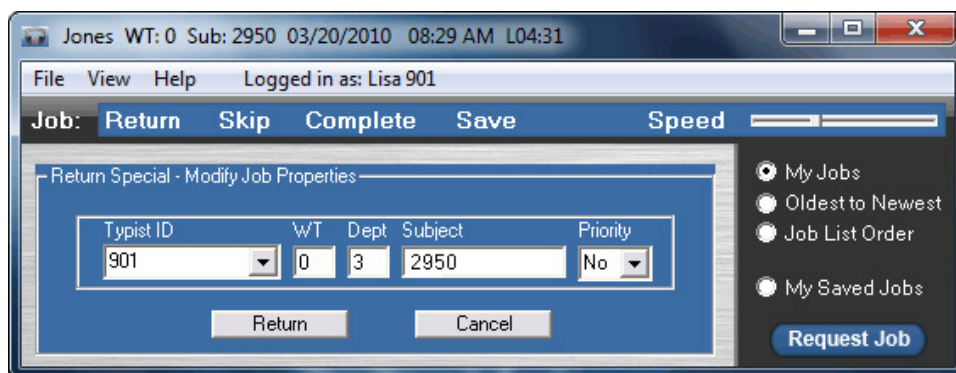 Jones WT: 0 Sub: 2950 03/20/2010 08:29 AM L04:31
File View Help Logged in as: Lisa 901
Job: Return Skip Complete Save Speed
Return Special - Modify Job Properties
Typist ID WT Dept Subject Priority
901 0 3 2950 No
Return Cancel
My Jobs
Oldest to Newest
Job List Order
My Saved Jobs
Request Job